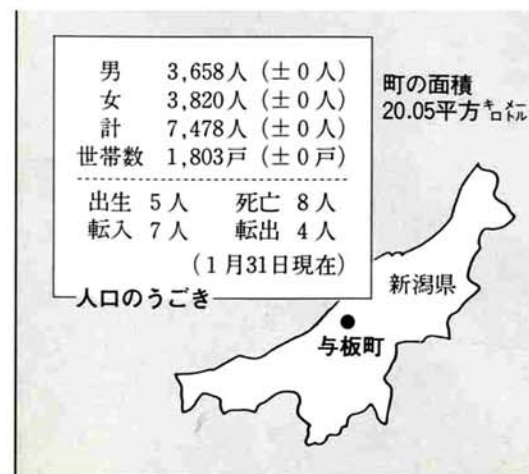 男 3,658人 (±0人)
女 3,820人 (±0人)
計 7,478人 (±0人)
世帯数 1,803戸 (±0戸)
出生 5人 死亡 8人
転入 7人 転出 4人
(1月31日現在)
人口のうごき
町の面積
20.05平方キロメートル
新潟県
与板町